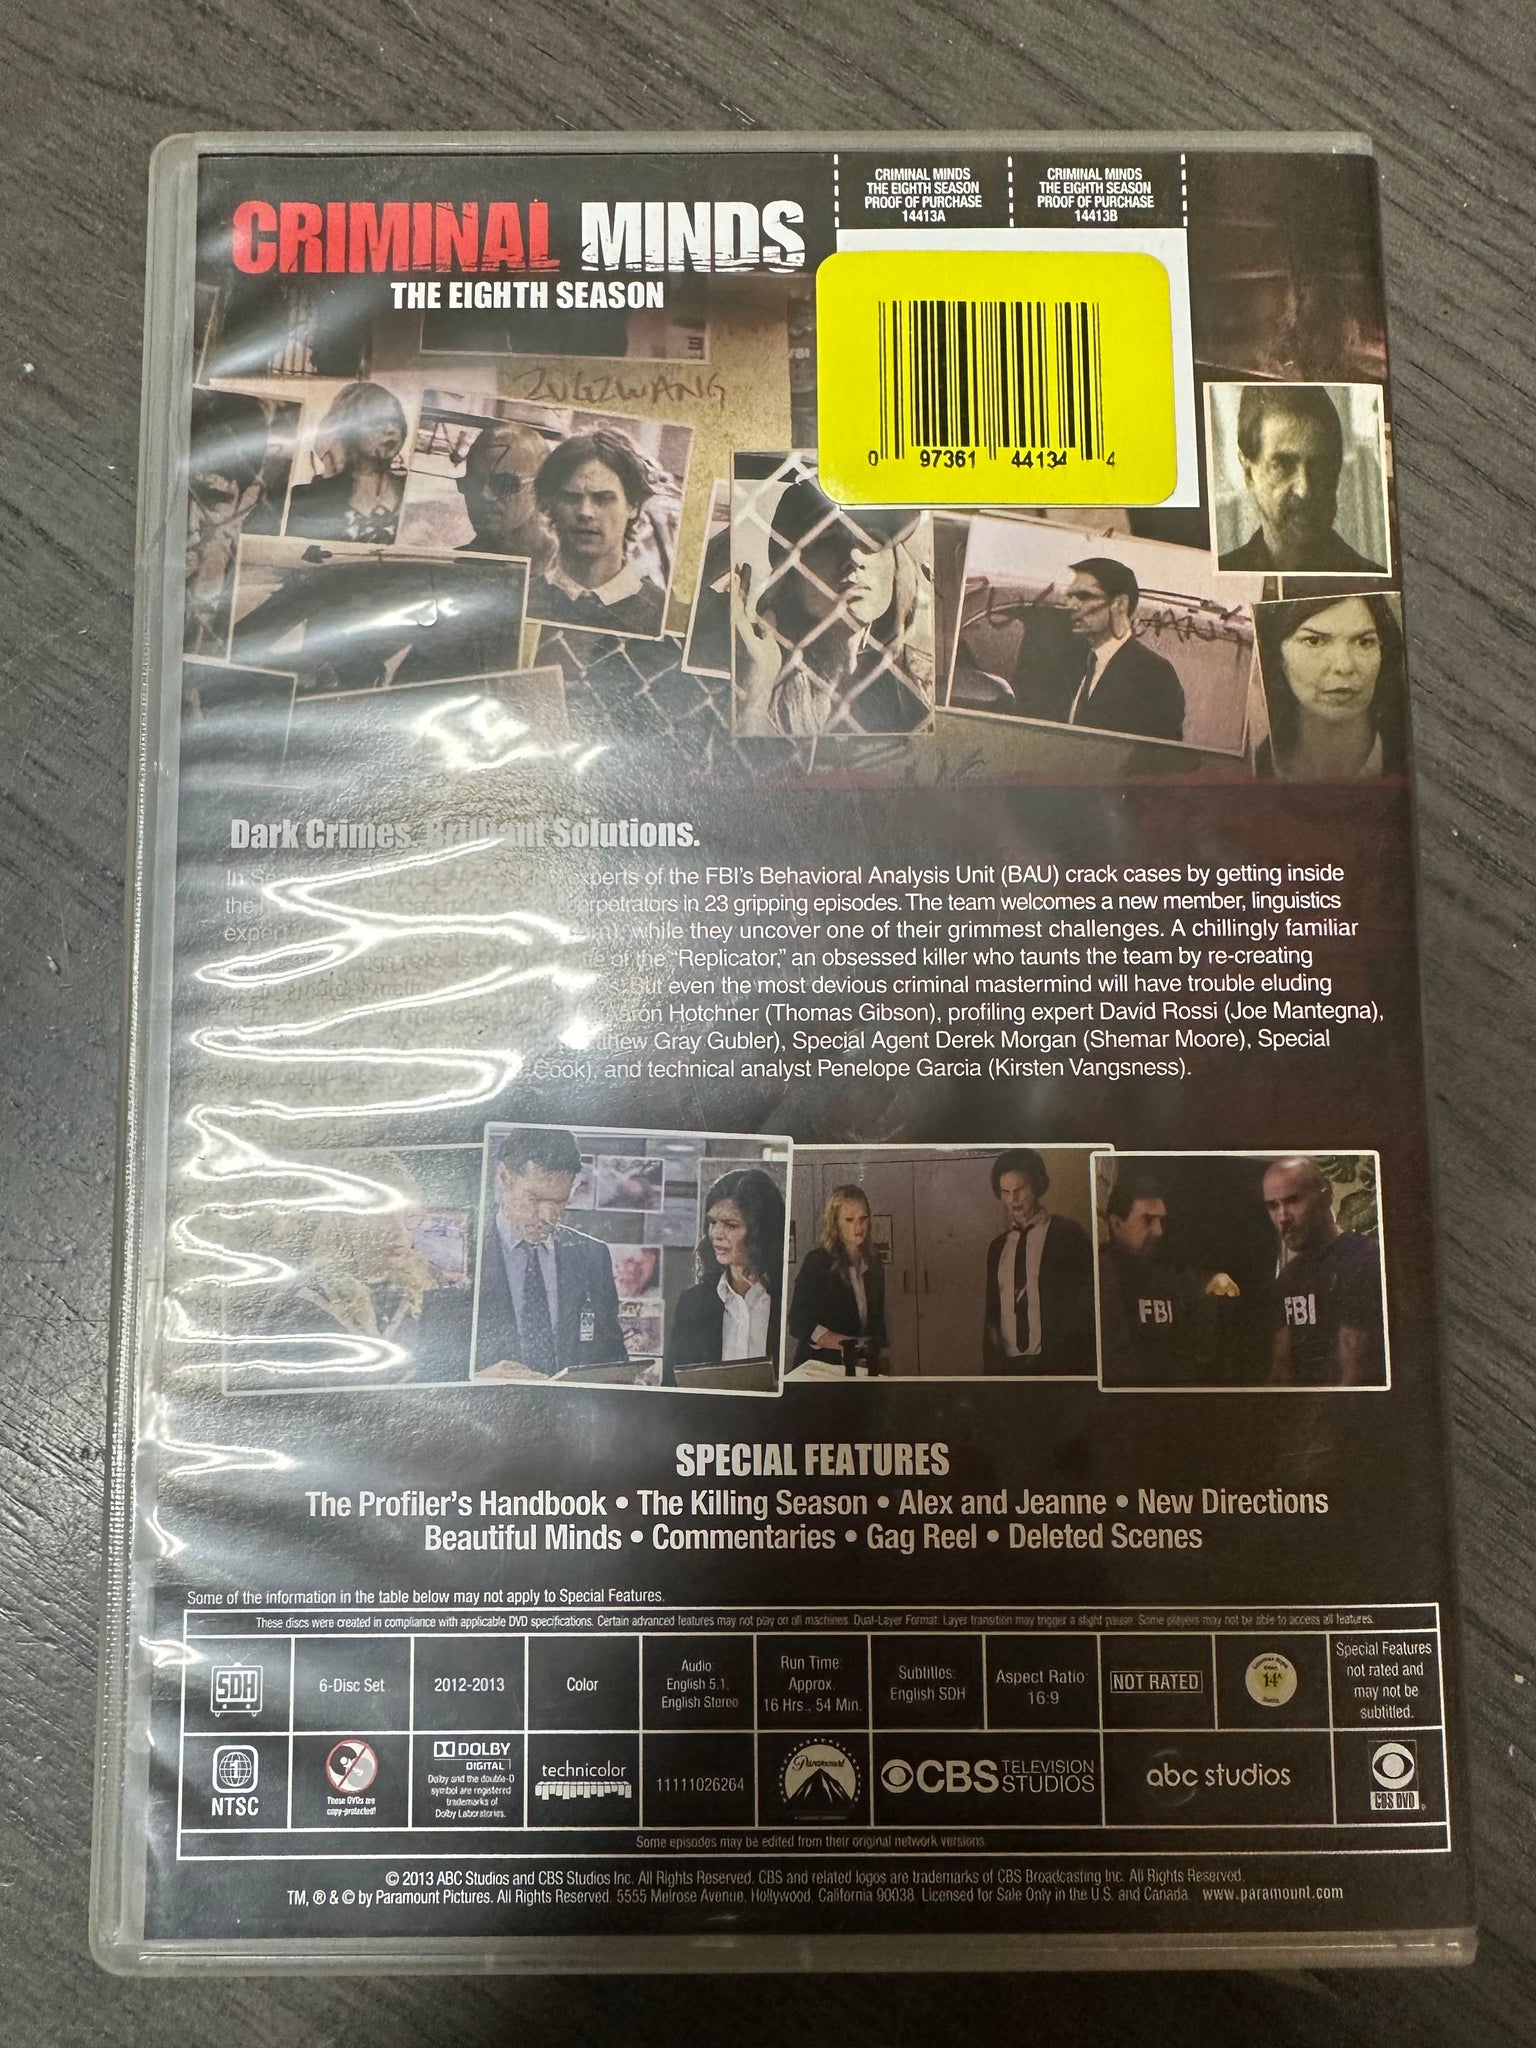 CRIMINAL MINDS
THE EIGHTH SEASON
CRIMINAL MINDS
THE EIGHTH SEASON
PROOF OF PURCHASE
14413A
CRIMINAL MINDS
THE EIGHTH SEASON
PROOF OF PURCHASE
14413B
0 97361 44134 4
ZUGZWANG
Dark Crimes. Brilliant Solutions.
In experts of the FBI's Behavioral Analysis Unit (BAU) crack cases by getting inside
the perpetrators in 23 gripping episodes. The team welcomes a new member, linguistics
expert while they uncover one of their grimmest challenges. A chillingly familiar
of the "Replicator," an obsessed killer who taunts the team by re-creating
But even the most devious criminal mastermind will have trouble eluding
Aaron Hotchner (Thomas Gibson), profiling expert David Rossi (Joe Mantegna),
Gray Gubler), Special Agent Derek Morgan (Shemar Moore), Special
Cook), and technical analyst Penelope Garcia (Kirsten Vangsness).
FBI
FBI
SPECIAL FEATURES
The Profiler's Handbook • The Killing Season • Alex and Jeanne • New Directions
Beautiful Minds • Commentaries • Gag Reel • Deleted Scenes
Some of the information in the table below may not apply to Special Features.
These discs were created in compliance with applicable DVD specifications. Certain advanced features may not play on all machines. Dual-Layer Format. Layer transition may trigger a slight pause. Some players may not be able to access all features.
SDH
6-Disc Set
2012-2013
Color
Audio:
English 5.1,
English Stereo
Run Time:
Approx.
16 Hrs., 54 Min.
Subtitles:
English SDH
Aspect Ratio:
16:9
NOT RATED
14A
Special Features
not rated and
may not be
subtitled.
1
NTSC
These DVDs are
copy-protected!
DOLBY
DIGITAL
Dolby and the double-D
symbol are registered
trademarks of
Dolby Laboratories.
technicolor
11111026264
Paramount
CBS TELEVISION
STUDIOS
abc studios
CBS DVD
Some episodes may be edited from their original network versions.
© 2013 ABC Studios and CBS Studios Inc. All Rights Reserved. CBS and related logos are trademarks of CBS Broadcasting Inc. All Rights Reserved.
TM, ® & © by Paramount Pictures. All Rights Reserved. 5555 Melrose Avenue, Hollywood, California 90038. Licensed for Sale Only in the U.S. and Canada. www.paramount.com